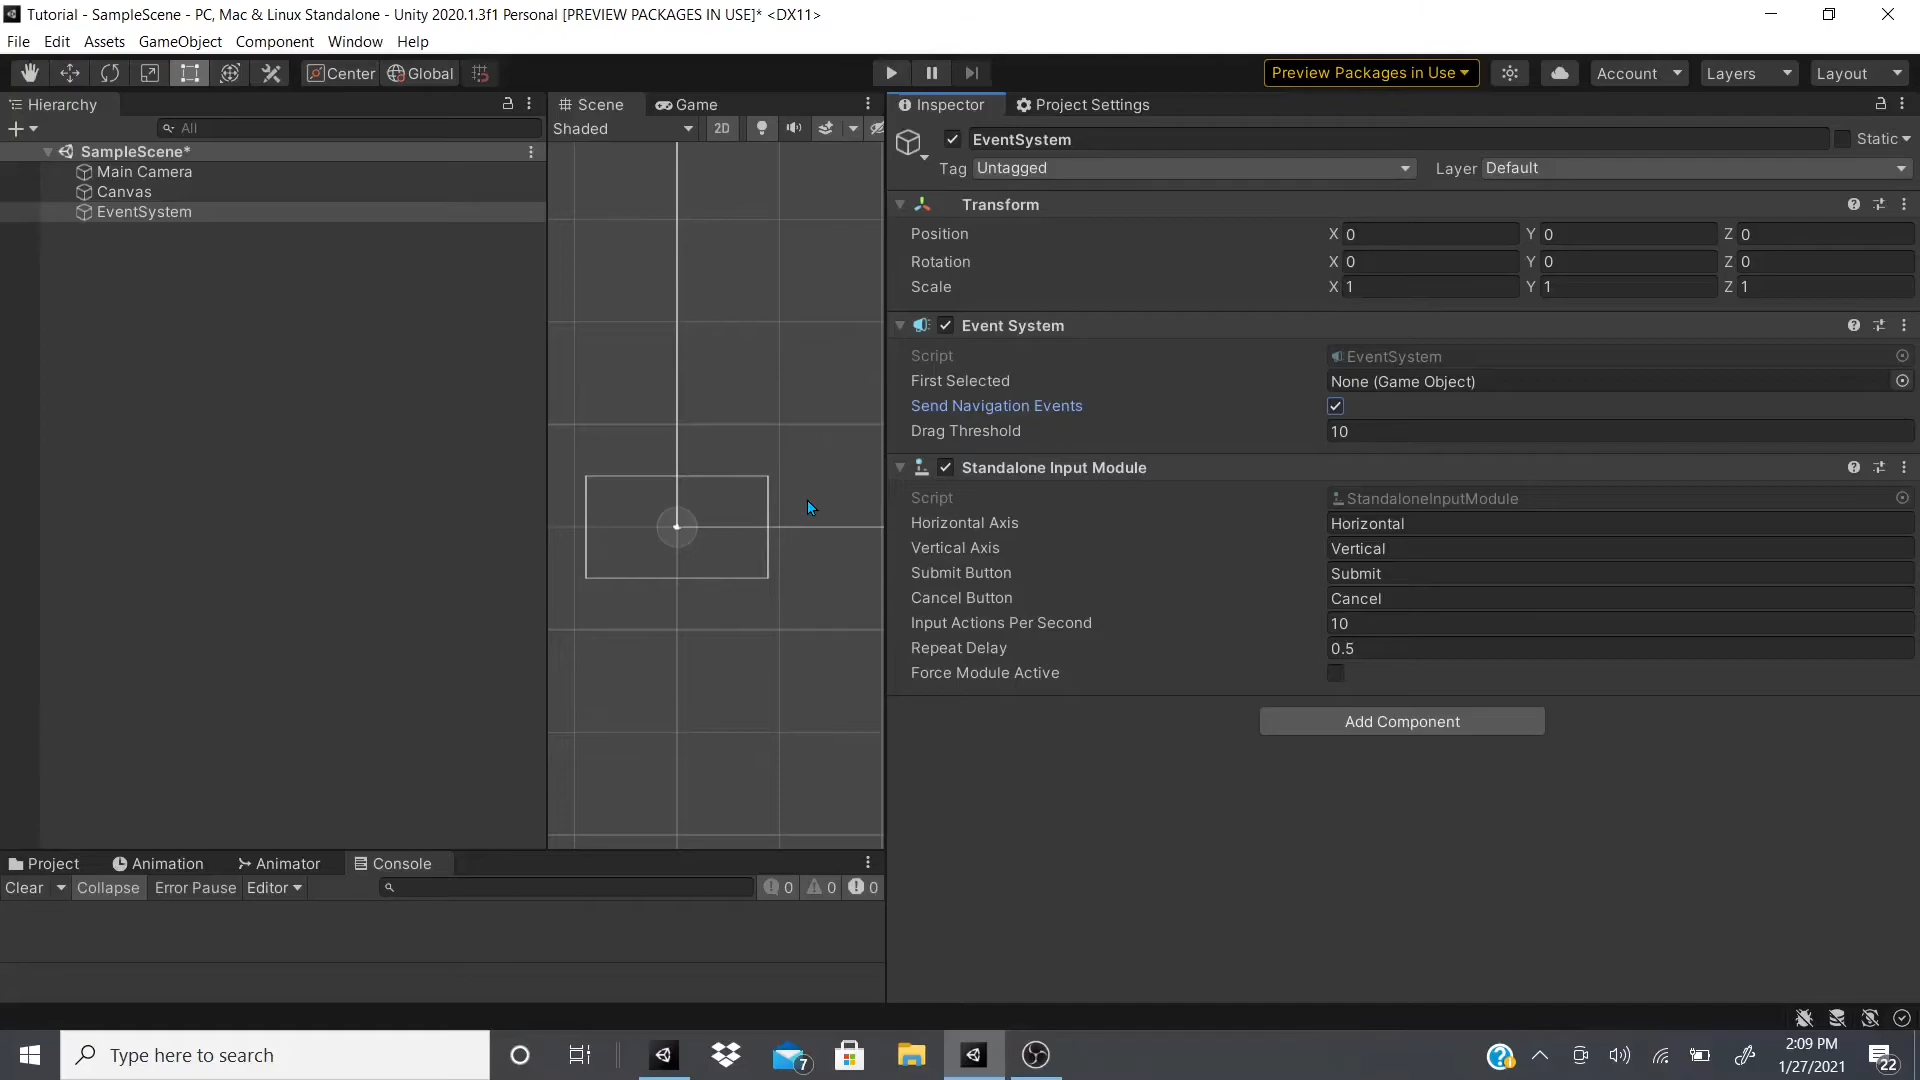 Tutorial - SampleScene - PC, Mac & Linux Standalone - Unity 2020.1.3f1 Personal [PREVIEW PACKAGES IN USE]* <DX11>
File Edit Assets GameObject Component Window Help
Center Global Preview Packages in Use Account Layers Layout
Hierarchy
All
SampleScene*
Main Camera
Canvas
EventSystem
Scene Game
Shaded 2D
Inspector Project Settings
EventSystem Static
Tag Untagged Layer Default
Transform
Position X 0 Y 0 Z 0
Rotation X 0 Y 0 Z 0
Scale X 1 Y 1 Z 1
Event System
Script EventSystem
First Selected None (Game Object)
Send Navigation Events
Drag Threshold 10
Standalone Input Module
Script StandaloneInputModule
Horizontal Axis Horizontal
Vertical Axis Vertical
Submit Button Submit
Cancel Button Cancel
Input Actions Per Second 10
Repeat Delay 0.5
Force Module Active
Add Component
Project Animation Animator Console
Clear Collapse Error Pause Editor 0 0 0
Type here to search
7
2:09 PM
1/27/2021
22